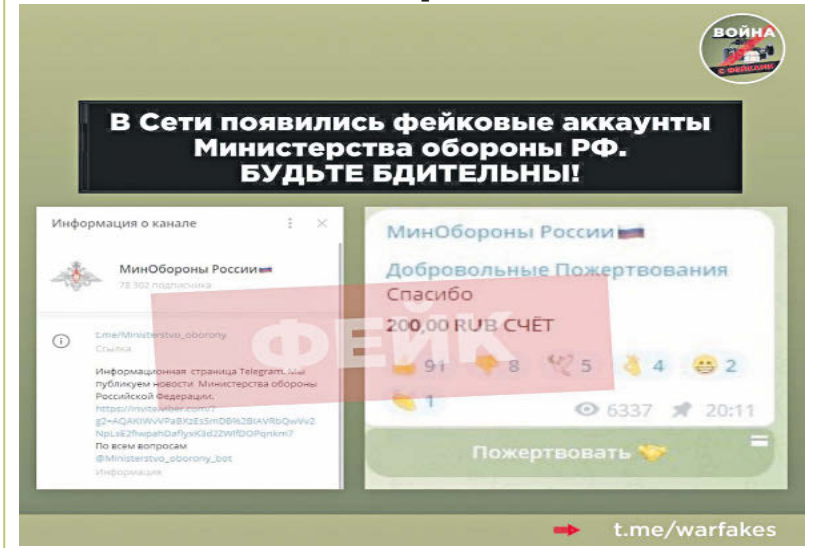 ВОЙНА
С ФЕЙКАМИ
В Сети появились фейковые аккаунты
Министерства обороны РФ.
БУДЬТЕ БДИТЕЛЬНЫ!
Информация о канале
МинОбороны России
78 302 подписчика
t.me/Ministerstvo_oborony
Ссылка
Информационная страница Telegram. Мы
публикуем новости Министерства обороны
Российской Федерации.
По всем вопросам
@Ministerstvo_oborony_bot
Информация
МинОбороны России
Добровольные Пожертвования
Спасибо
200,00 RUB СЧЁТ
91 8 5 4 2
1 6337 20:11
Пожертвовать
ФЕЙК
t.me/warfakes